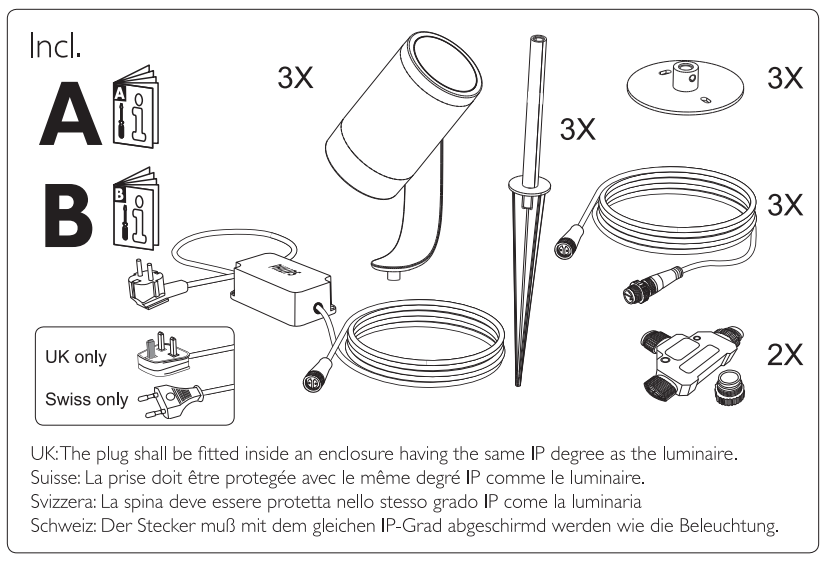 Incl.
A
A
i
3X
3X
3X
B
B
i
3X
2X
UK only
Swiss only
UK: The plug shall be fitted inside an enclosure having the same IP degree as the luminaire.
Suisse: La prise doit être protegée avec le même degré IP comme le luminaire.
Svizzera: La spina deve essere protetta nello stesso grado IP come la luminaria
Schweiz: Der Stecker muß mit dem gleichen IP-Grad abgeschirmd werden wie die Beleuchtung.